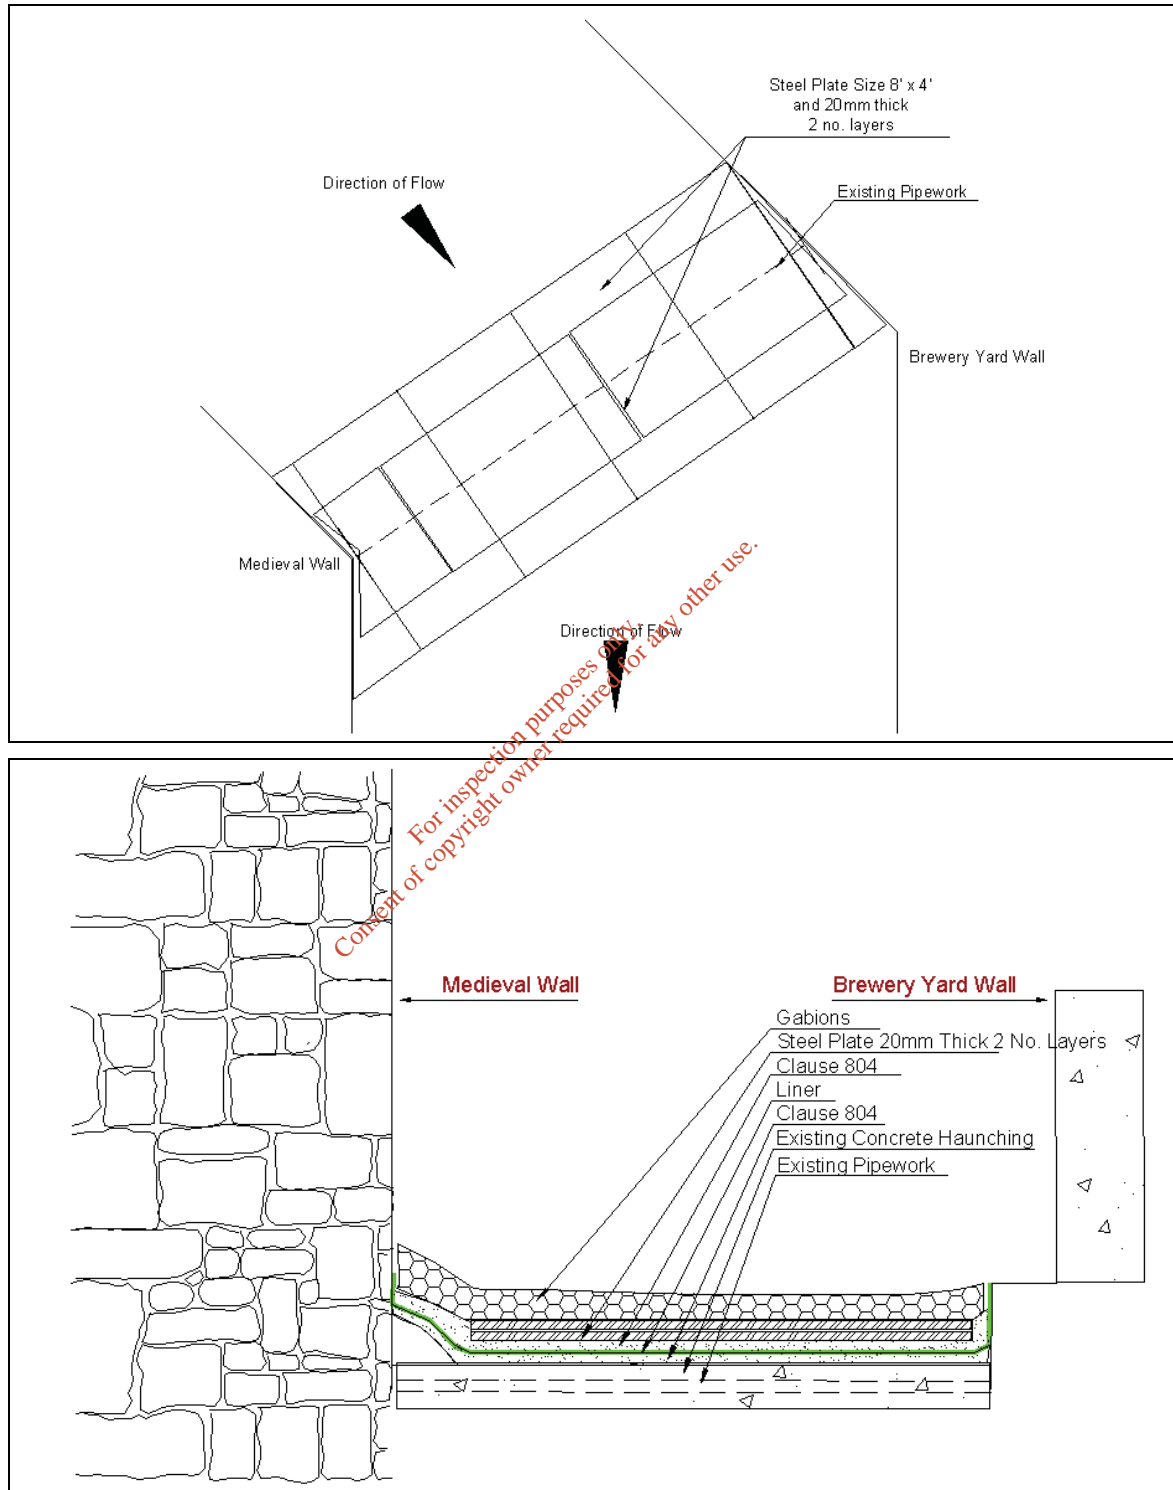 Steel Plate Size 8' x 4'
and 20mm thick
2 no. layers
Direction of Flow
Existing Pipework
Brewery Yard Wall
Medieval Wall
Direction of Flow
For inspection purposes only.
Consent of copyright owner required for any other use.
Medieval Wall
Brewery Yard Wall
Gabions
Steel Plate 20mm Thick 2 No. Layers
Clause 804
Liner
Clause 804
Existing Concrete Haunching
Existing Pipework